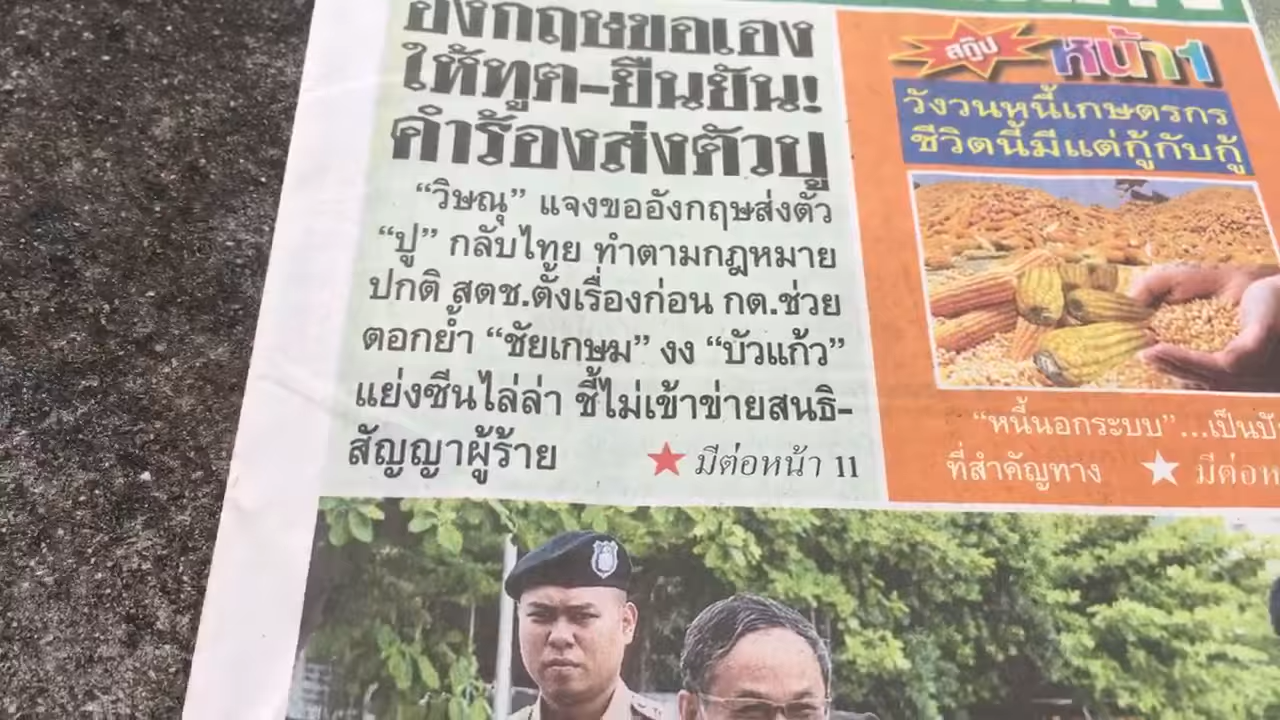 อังกฤษขอเอง
ให้ทูต-ยืนยัน!
คำร้องส่งตัวปู
“วิษณุ” แจงขออังกฤษส่งตัว
“ปู” กลับไทย ทำตามกฎหมาย
ปกติ สตช.ตั้งเรื่องก่อน กต.ช่วย
ตอกย้ำ “ชัยเกษม” งง “บัวแก้ว”
แย่งซีนไล่ล่า ชี้ไม่เข้าข่ายสนธิ-
สัญญาผู้ร้าย
มีต่อหน้า 11
สกู๊ป
หน้า1
วังวนหนี้เกษตรกร
ชีวิตนี้มีแต่กู้กับกู้
“หนี้นอกระบบ”...เป็น
ที่สำคัญทาง
มีต่อ